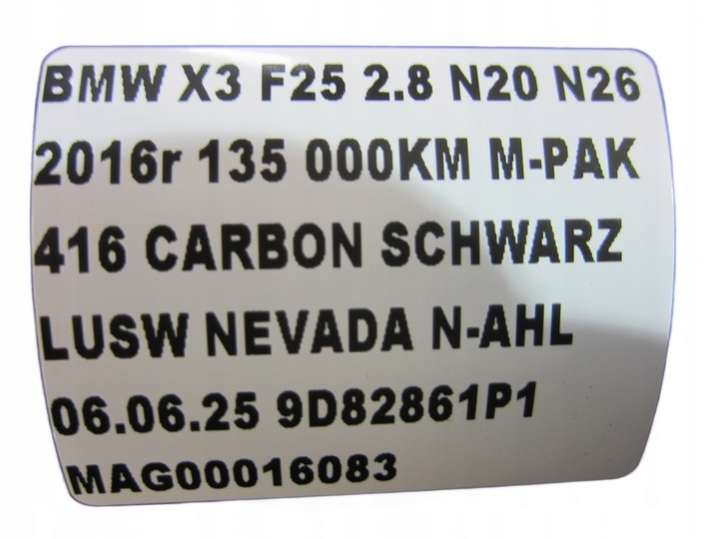 BMW X3 F25 2.8 N20 N26
2016r 135 000KM M-PAK
416 CARBON SCHWARZ
LUSW NEVADA N-AHL
06.06.25 9D82861P1
MAG00016083